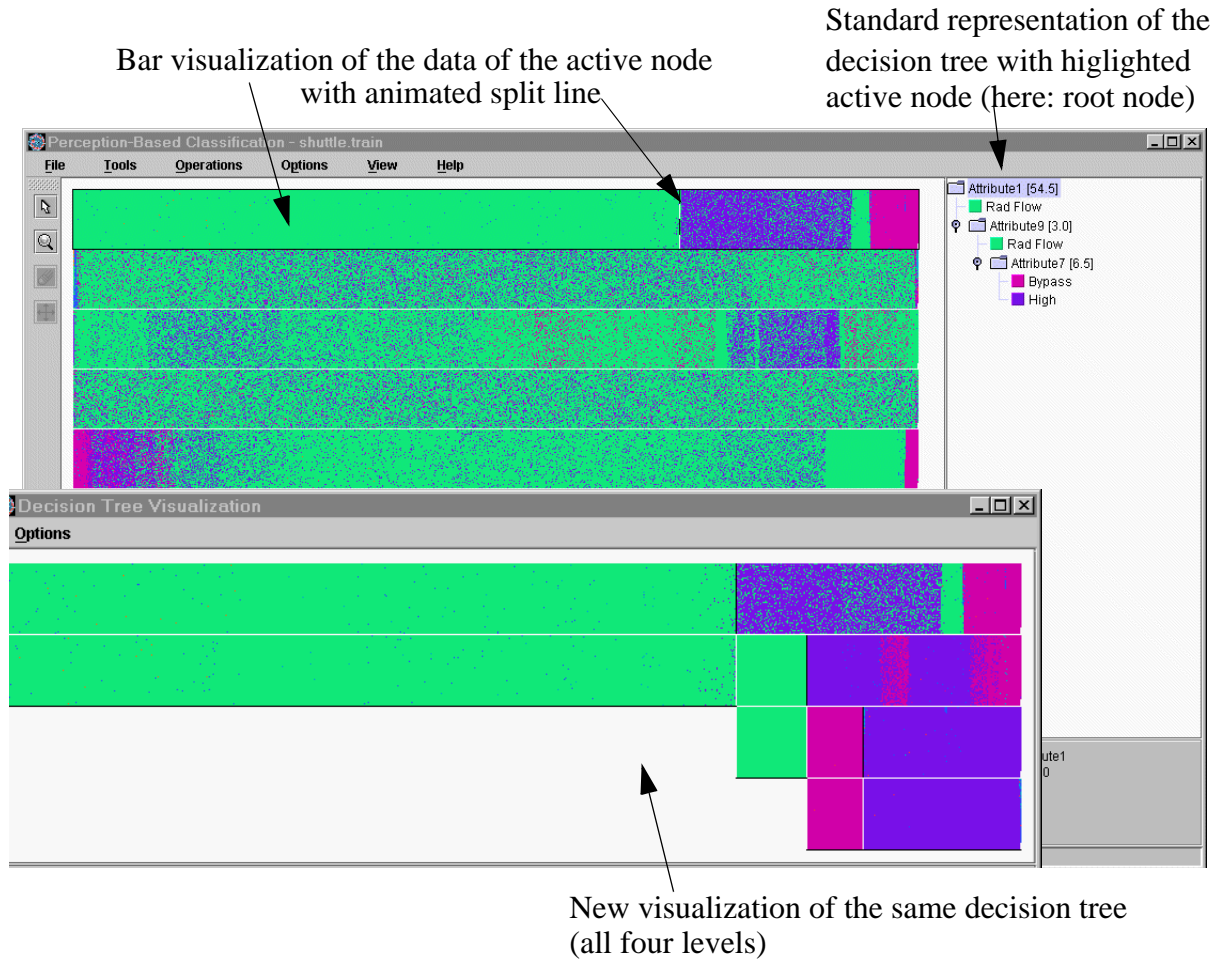 Standard representation of the
decision tree with higlighted
active node (here: root node)
Bar visualization of the data of the active node
with animated split line
Perception-Based Classification - shuttle.train
File Tools Operations Options View Help
Attribute1 [54.5]
Rad Flow
Attribute9 [3.0]
Rad Flow
Attribute7 [6.5]
Bypass
High
Decision Tree Visualization
Options
ute1
0
New visualization of the same decision tree
(all four levels)